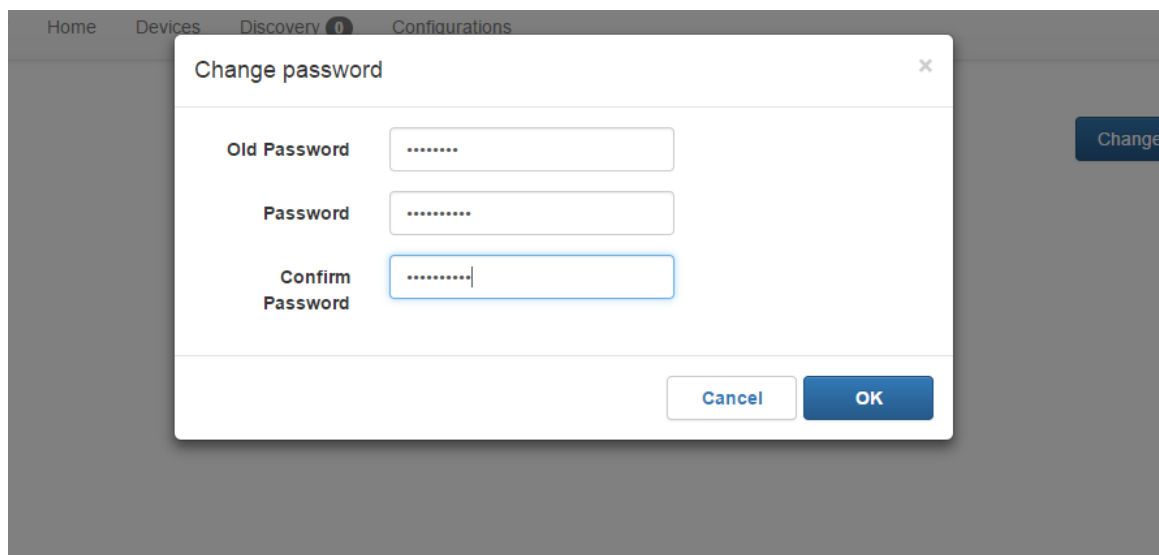 Home Devices Discovery 0 Configurations
Change password ×
Old Password ••••••••
Password ••••••••••
Confirm ••••••••••
Password
Cancel OK
Change